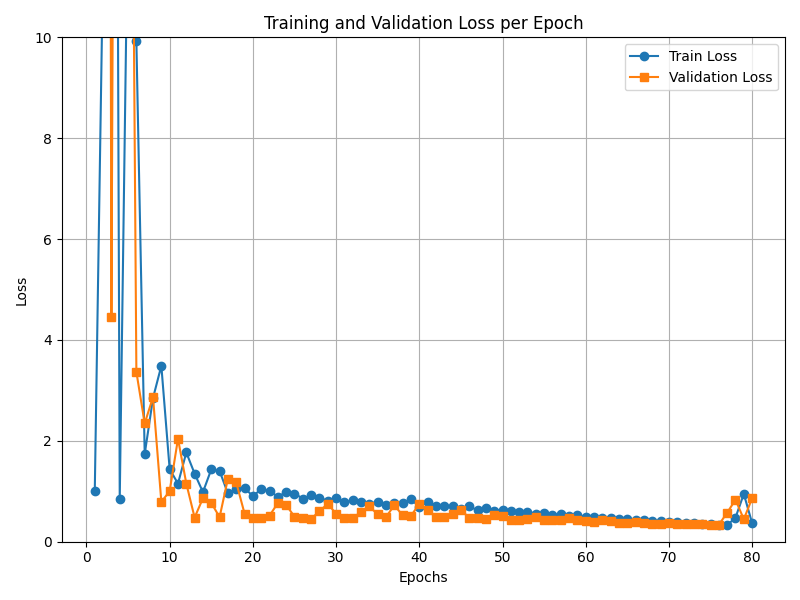 Training and Validation Loss per Epoch
Train Loss
Validation Loss
10
8
6
4
2
0
Loss
0 10 20 30 40 50 60 70 80
Epochs